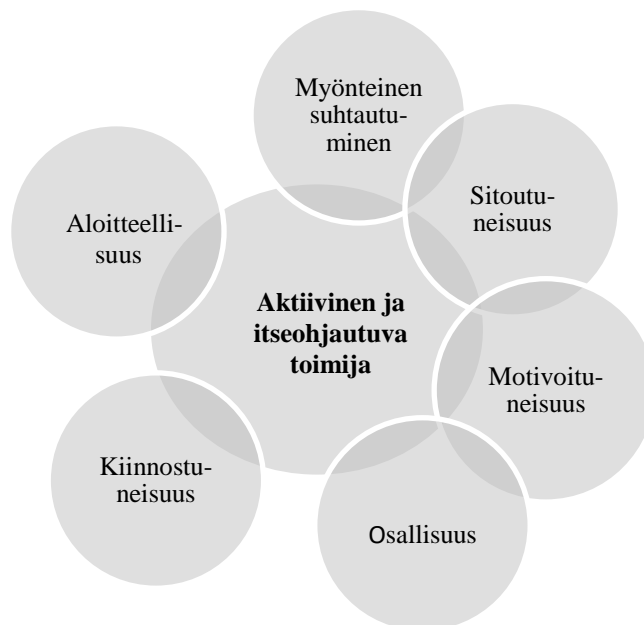 Myönteinen
suhtautu-
minen
Sitoutu-
neisuus
Aloitteelli-
suus
Aktiivinen ja
itseohjautuva
toimija
Motivoitu-
neisuus
Kiinnostu-
neisuus
Osallisuus